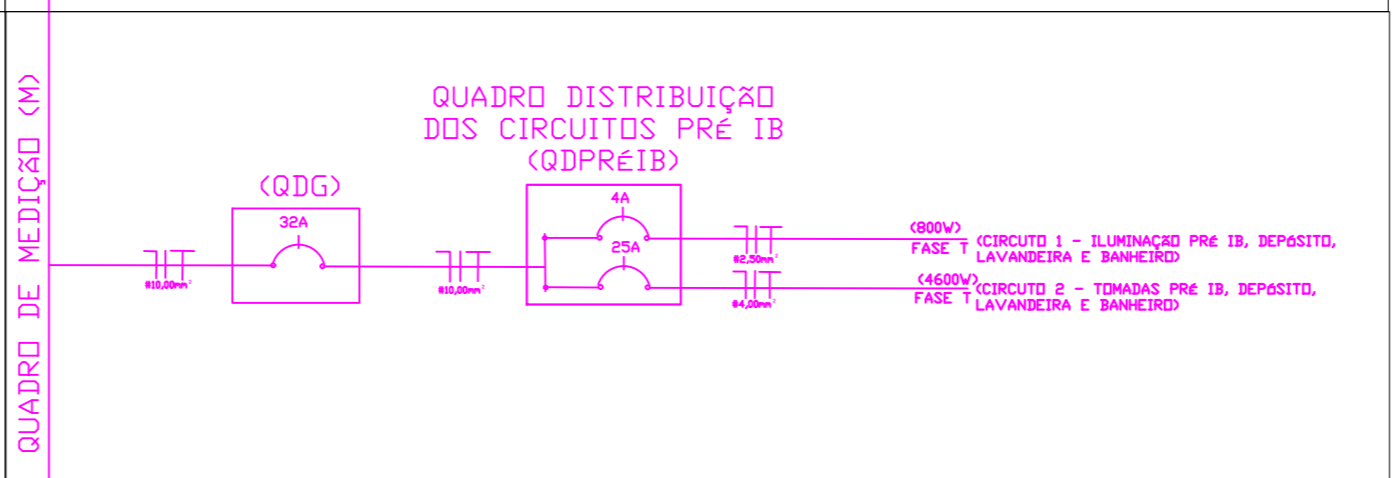 QUADRO DE MEDIÇÃO (M)
QUADRO DISTRIBUIÇÃO
DOS CIRCUITOS PRÉ IB
(QDPRÉIB)
(QDG)
32A
4A
25A
#10,00mm²
#10,00mm²
#2,50mm²
#4,00mm²
(800W)
FASE T
(CIRCUTO 1 - ILUMINAÇÃO PRÉ IB, DEPÓSITO,
LAVANDEIRA E BANHEIRO)
(4600W)
FASE T
(CIRCUTO 2 - TOMADAS PRÉ IB, DEPÓSITO,
LAVANDEIRA E BANHEIRO)